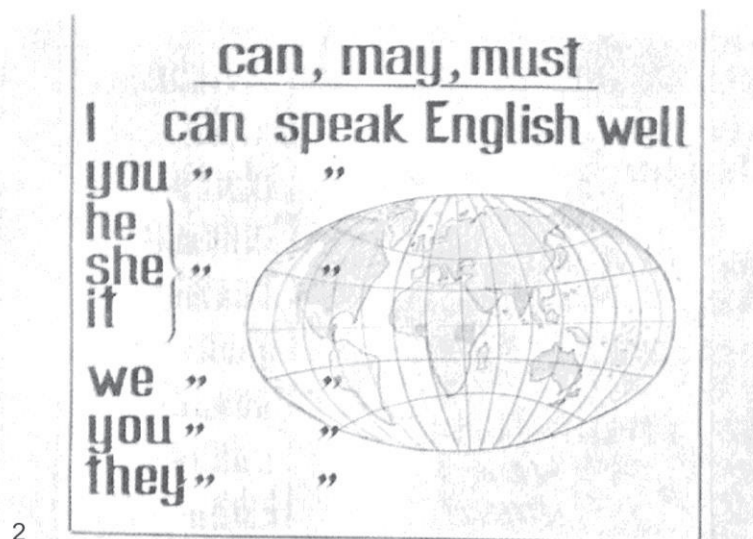 can, may, must
I can speak English well
you " "
he
she " "
it
we " "
you " "
they " "
2